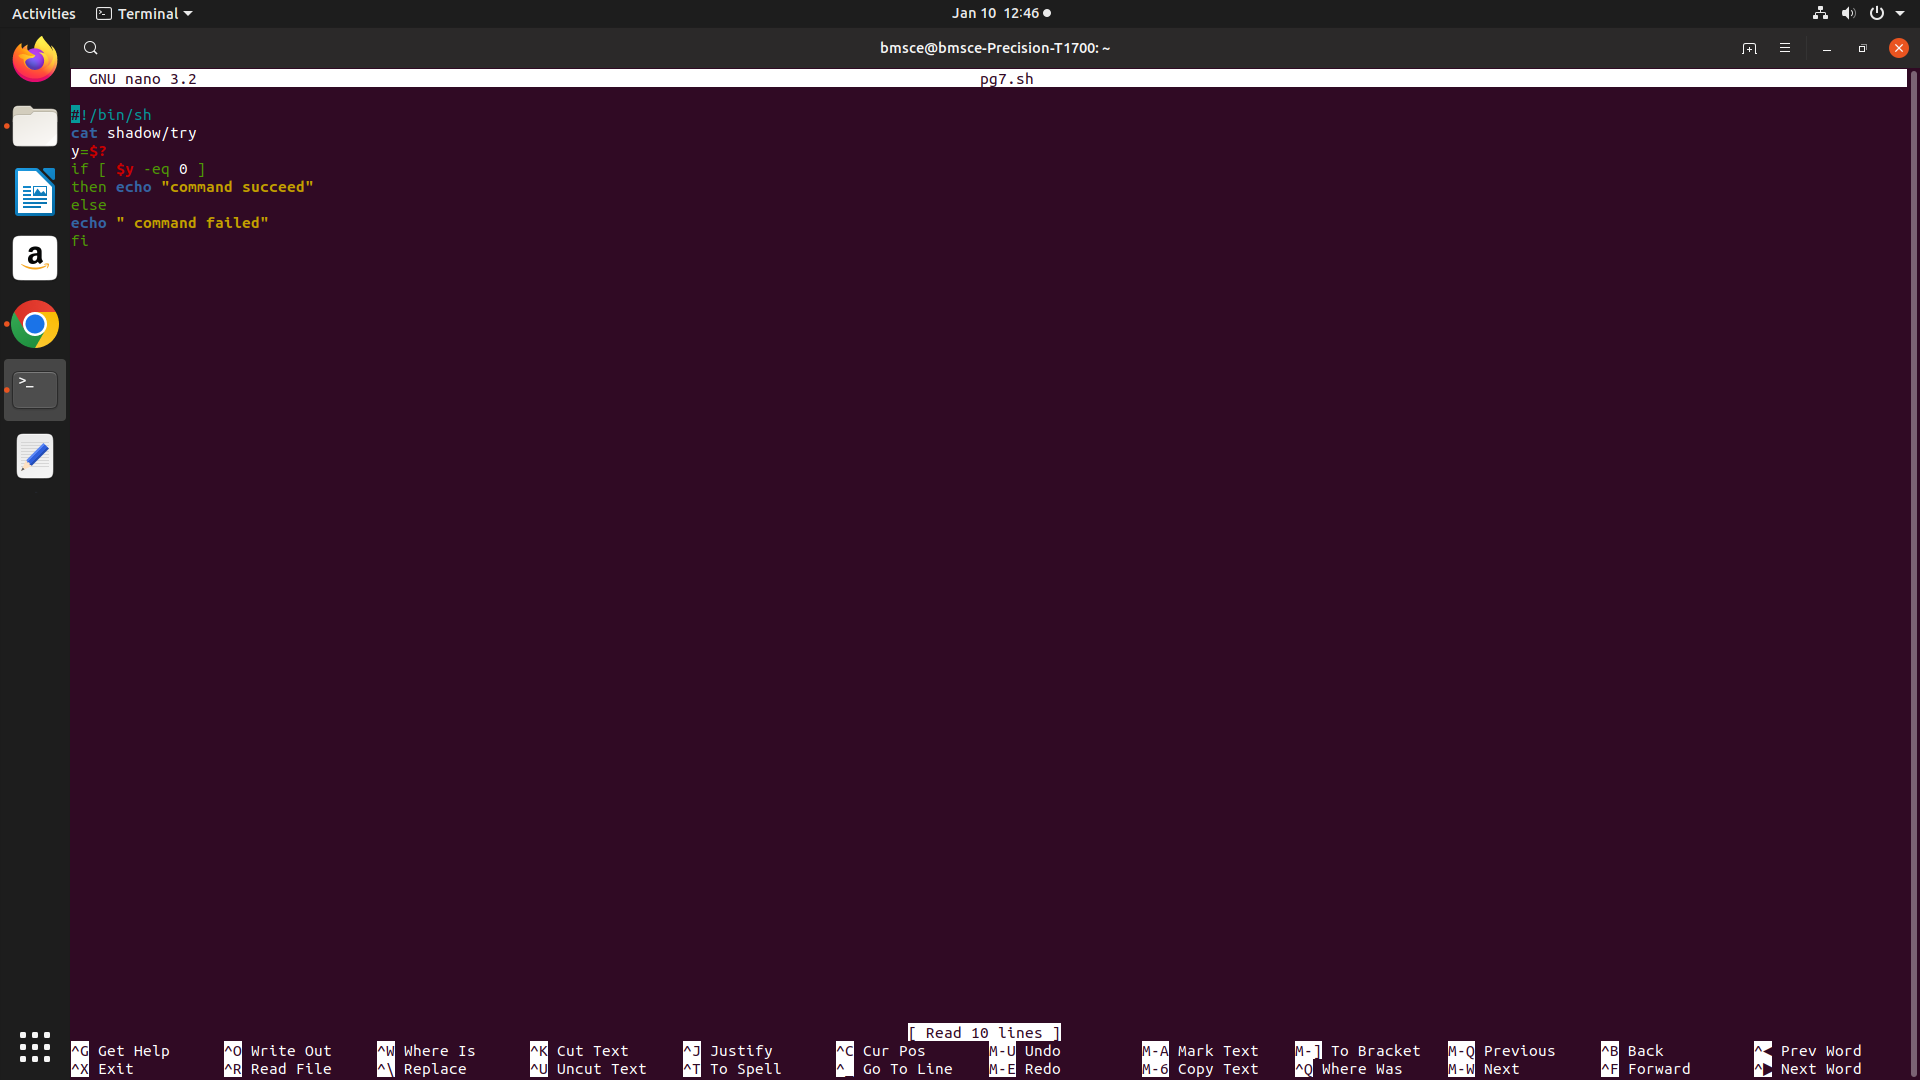 Activities Terminal Jan 10 12:46
bmsce@bmsce-Precision-T1700: ~
GNU nano 3.2 pg7.sh
#!/bin/sh
cat shadow/try
y=$?
if [ $y -eq 0 ]
then echo "command succeed"
else
echo " command failed"
fi
[ Read 10 lines ]
^G Get Help ^O Write Out ^W Where Is ^K Cut Text ^J Justify ^C Cur Pos M-U Undo M-A Mark Text M-] To Bracket M-Q Previous ^B Back ^◀ Prev Word
^X Exit ^R Read File ^\ Replace ^U Uncut Text ^T To Spell ^_ Go To Line M-E Redo M-6 Copy Text ^Q Where Was M-W Next ^F Forward ^▶ Next Word